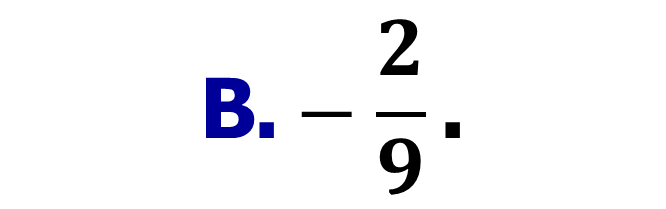 B. − 2/9 .